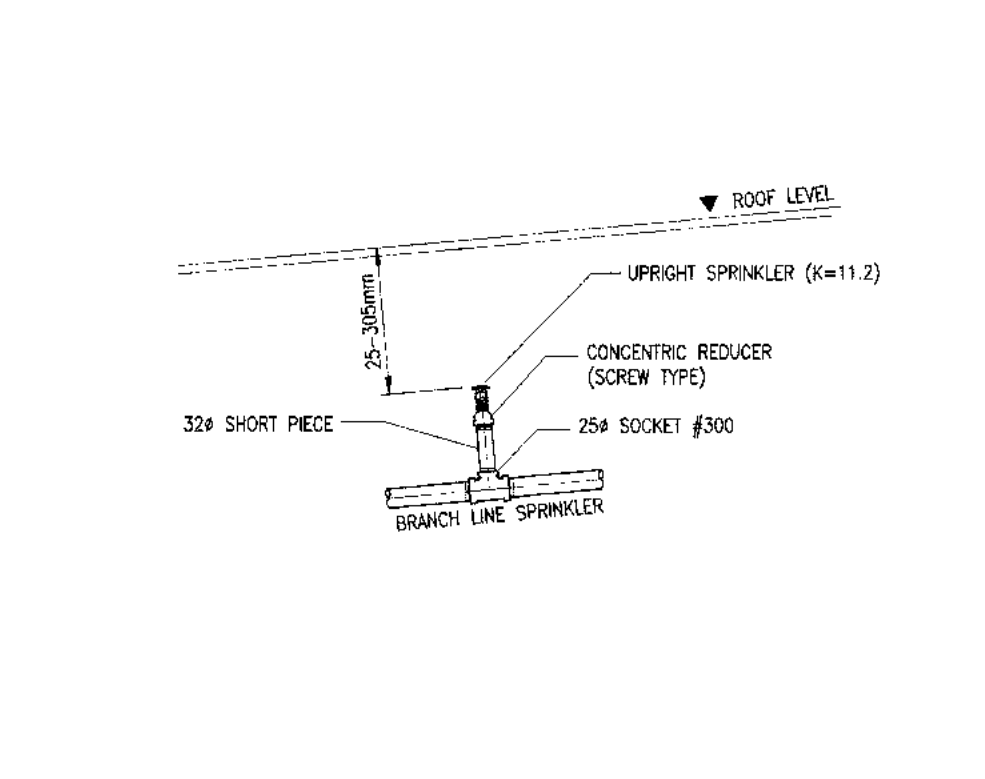 ROOF LEVEL
UPRIGHT SPRINKLER (K=11.2)
25-305mm
CONCENTRIC REDUCER
(SCREW TYPE)
32ø SHORT PIECE
25ø SOCKET #300
BRANCH LINE SPRINKLER